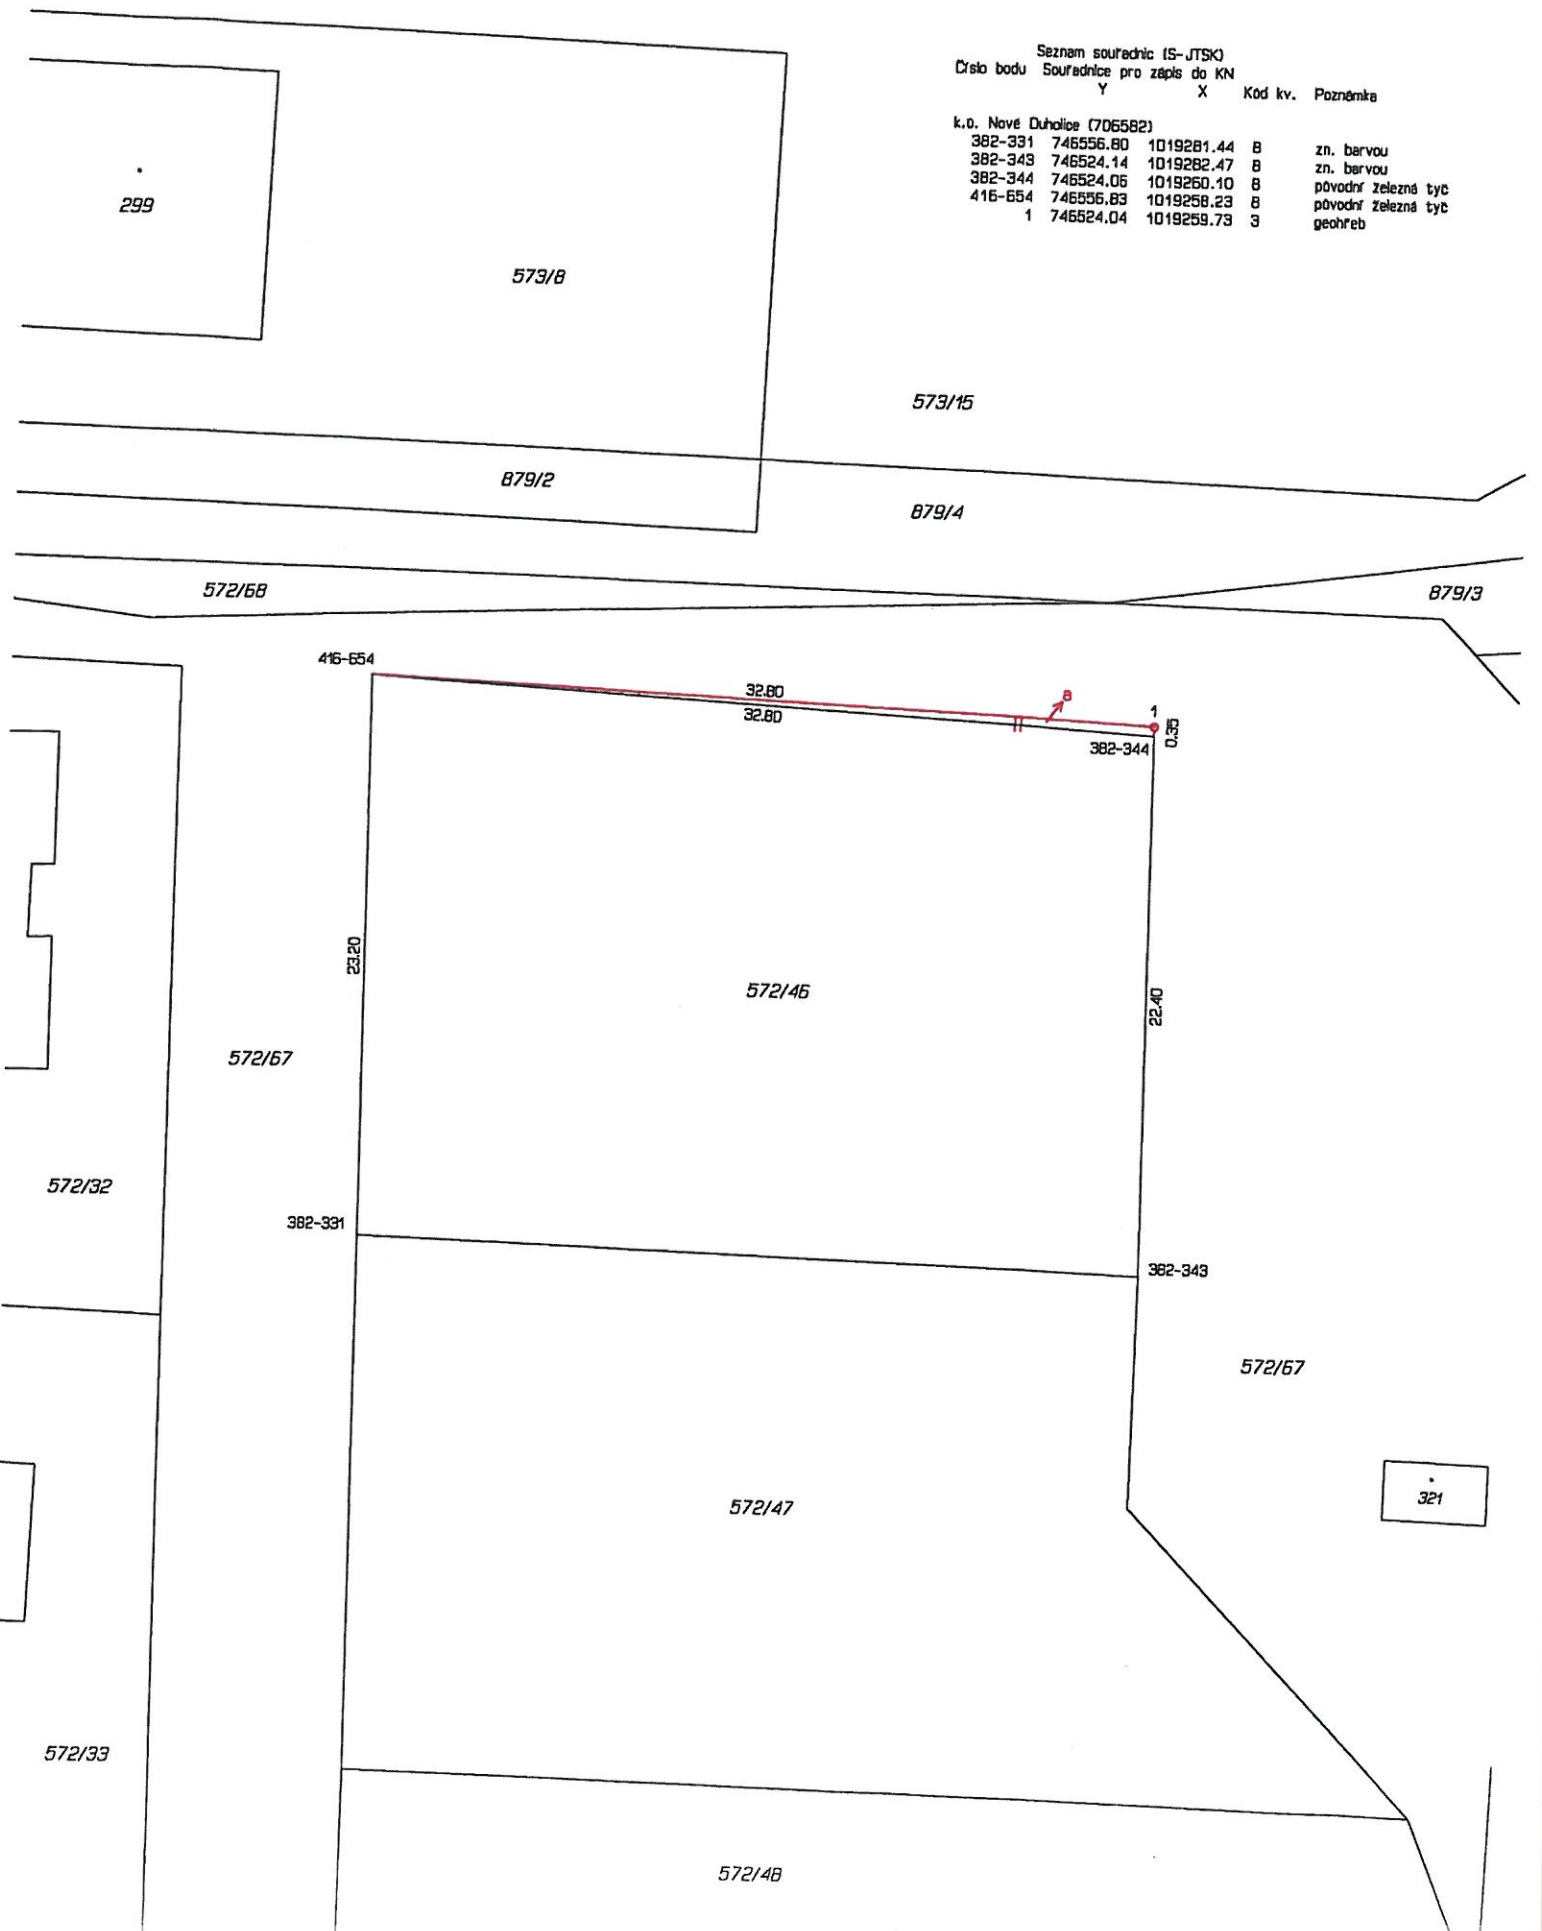 Seznam souřadnic (S-JTSK)
Číslo bodu Souřadnice pro zápis do KN
Y X Kód kv. Poznámka
k.ú. Nové Duholice (706582)
382-331 746556.80 1019281.44 8 zn. barvou
382-343 746524.14 1019282.47 8 zn. barvou
382-344 746524.06 1019260.10 8 původní železná tyč
416-654 746556.83 1019258.23 8 původní železná tyč
1 746524.04 1019259.73 3 geohřeb
299
573/8
573/15
879/2
879/4
572/68
879/3
416-654
32.80
a
32.80
1
0.35
382-344
23.20
572/46
22.40
572/67
572/32
382-331
382-343
572/67
321
572/47
572/33
572/48